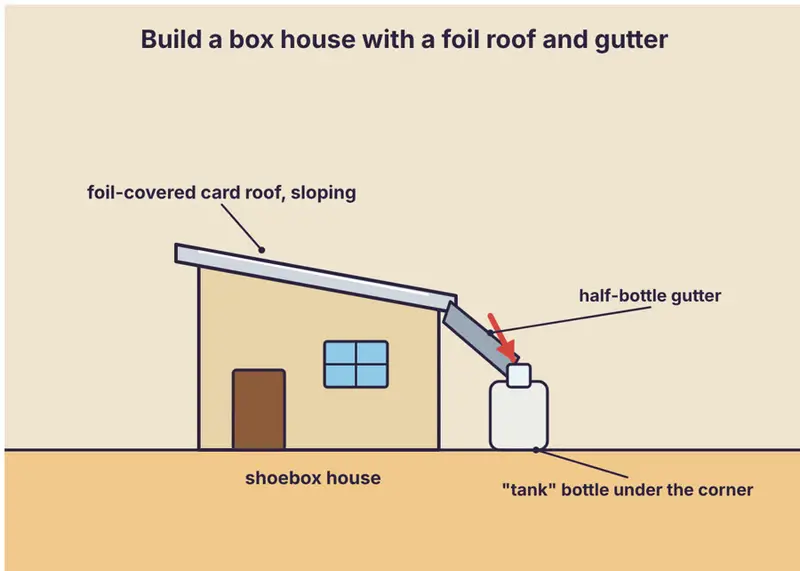 Build a box house with a foil roof and gutter
foil-covered card roof, sloping
half-bottle gutter
shoebox house
"tank" bottle under the corner